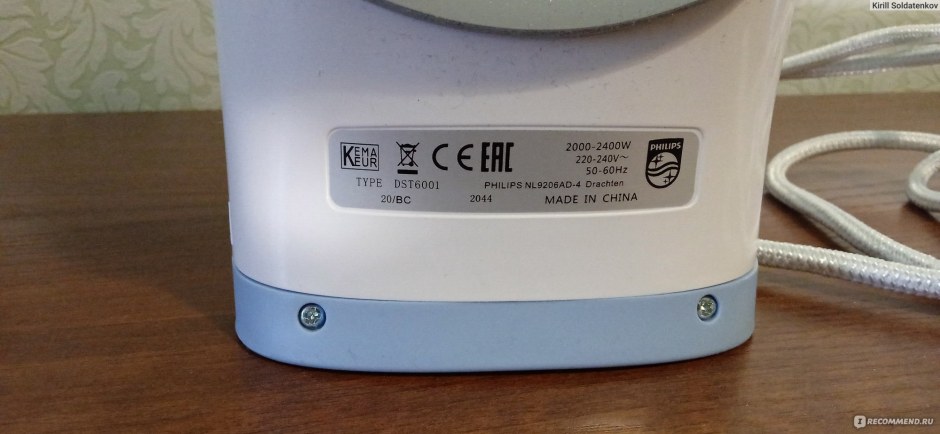 Kirill Soldatenkov
KEMA EUR CE EAC 2000-2400W PHILIPS
220-240V~
50-60Hz
TYPE DST6001 PHILIPS NL9206AD-4 Drachten
20/BC 2044 MADE IN CHINA
I RECOMMEND.RU